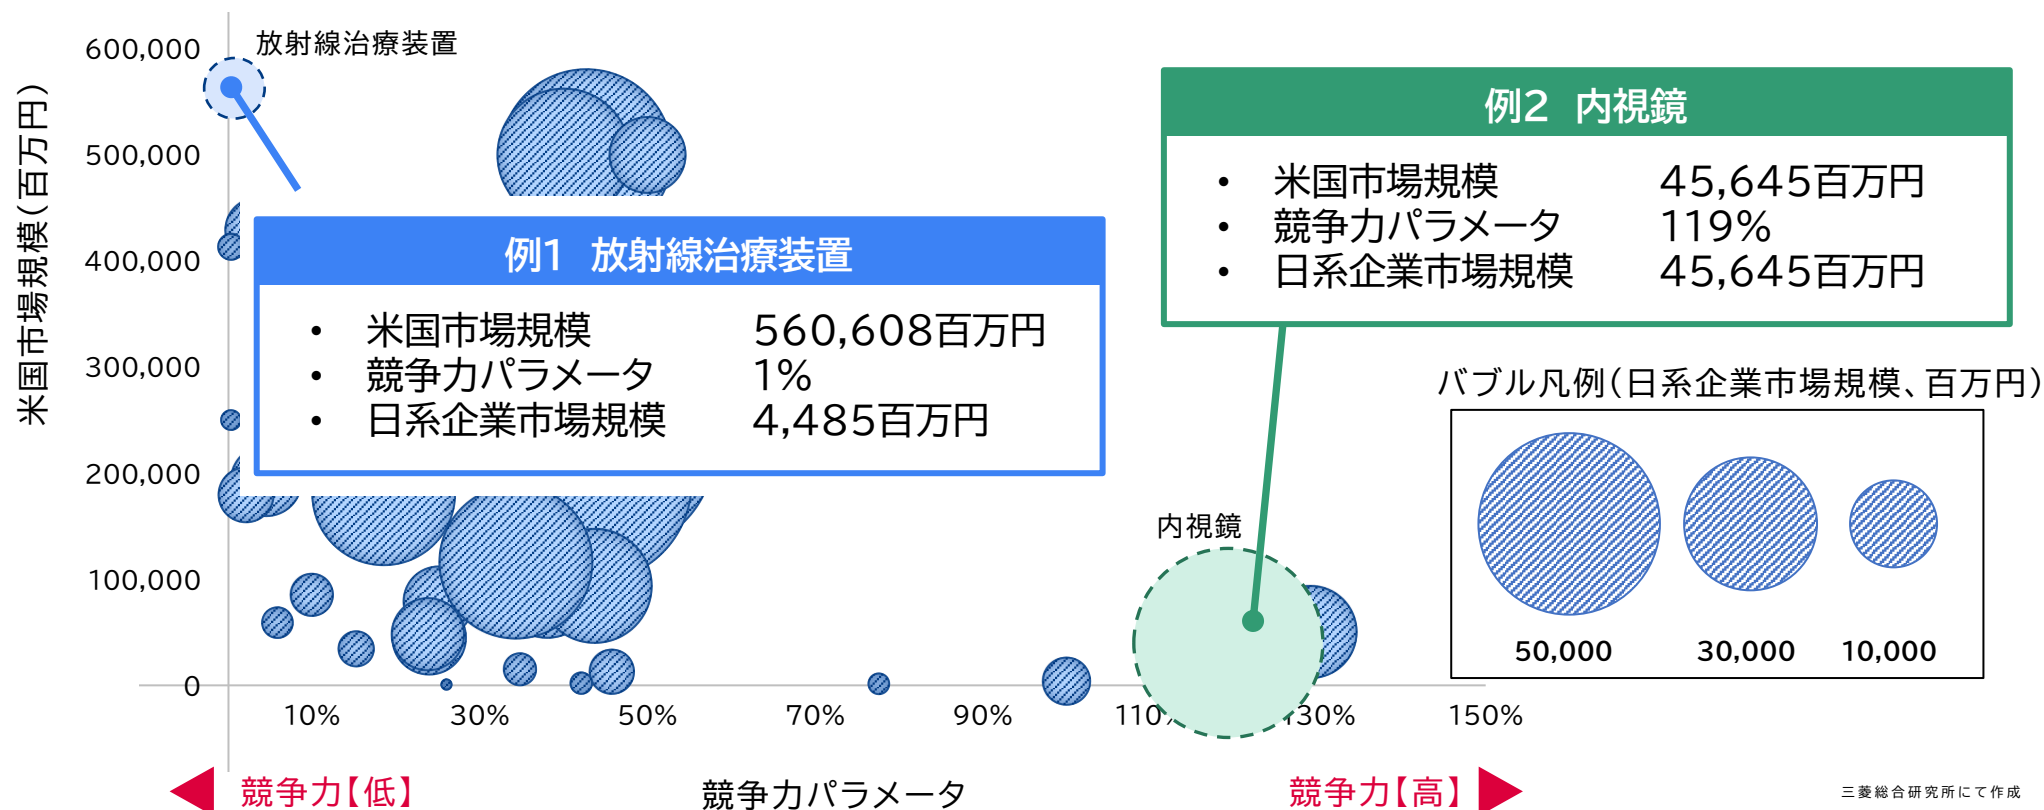 米国市場規模(百万円)
600,000
500,000
400,000
300,000
200,000
100,000
0
放射線治療装置
例1 放射線治療装置
• 米国市場規模 560,608百万円
• 競争力パラメータ 1%
• 日系企業市場規模 4,485百万円
例2 内視鏡
• 米国市場規模 45,645百万円
• 競争力パラメータ 119%
• 日系企業市場規模 45,645百万円
バブル凡例(日系企業市場規模、百万円)
50,000 30,000 10,000
内視鏡
10% 30% 50% 70% 90% 110% 130% 150%
競争力【低】 競争力パラメータ 競争力【高】
三菱総合研究所にて作成